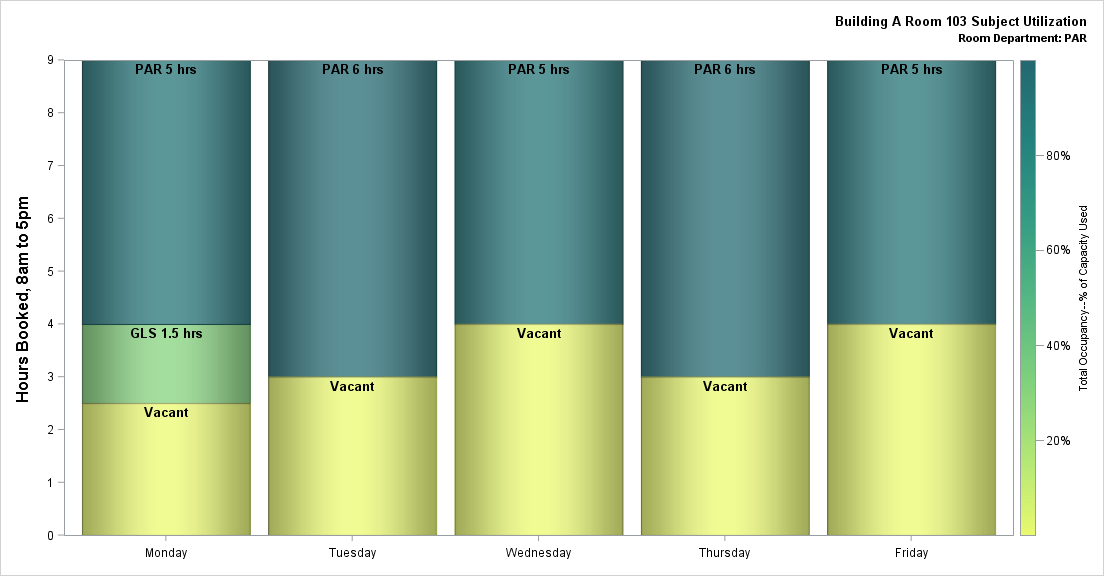 Building A Room 103 Subject Utilization
Room Department: PAR
Hours Booked, 8am to 5pm
9
8
7
6
5
4
3
2
1
0
PAR 5 hrs
GLS 1.5 hrs
Vacant
PAR 6 hrs
Vacant
PAR 5 hrs
Vacant
PAR 6 hrs
Vacant
PAR 5 hrs
Vacant
Monday
Tuesday
Wednesday
Thursday
Friday
80%
60%
40%
20%
Total Occupancy--% of Capacity Used